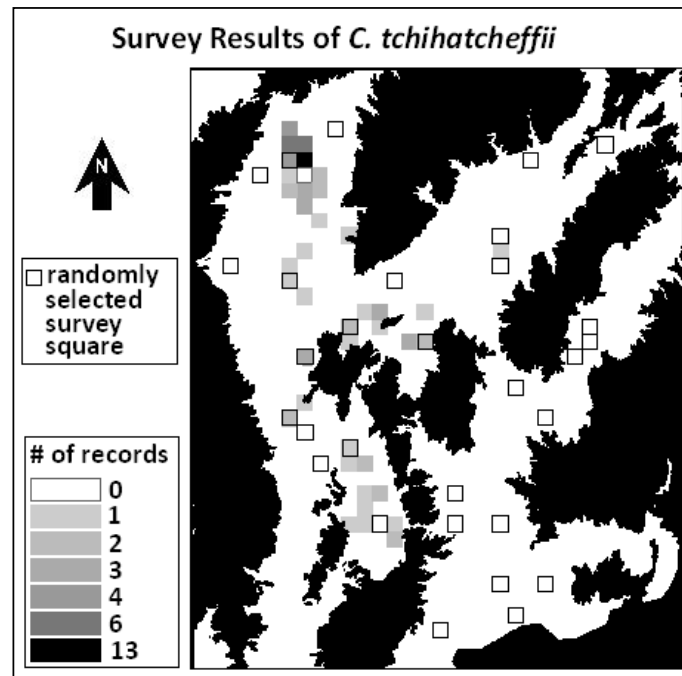 Survey Results of C. tchihatcheffii
N
randomly
selected
survey
square
# of records
0
1
2
3
4
6
13